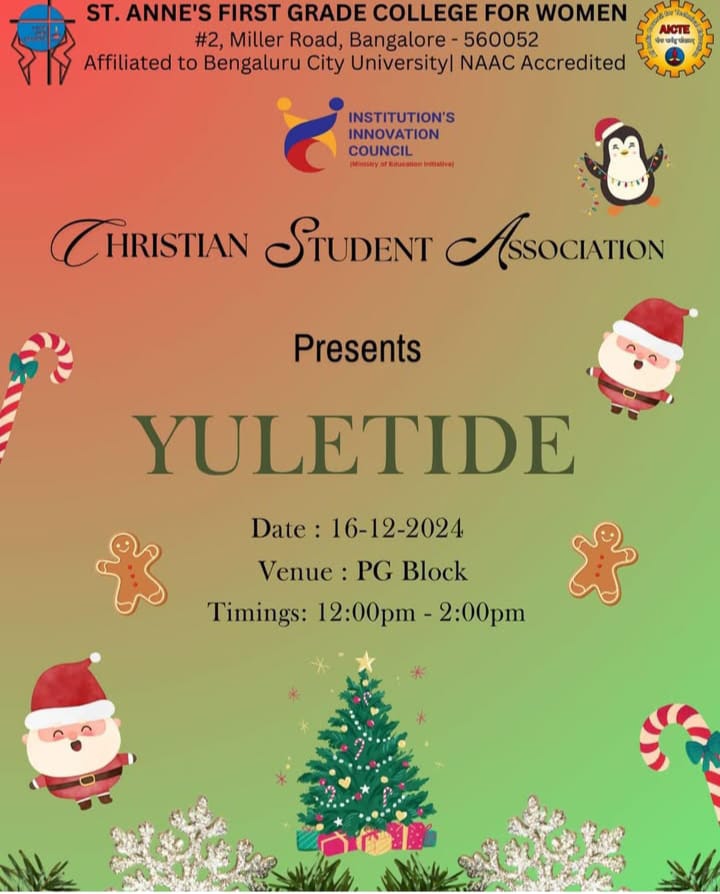 ST. ANNE'S FIRST GRADE COLLEGE FOR WOMEN
#2, Miller Road, Bangalore - 560052
Affiliated to Bengaluru City University| NAAC Accredited
AICTE
INSTITUTION'S
INNOVATION
COUNCIL
(Ministry of Education Initiative)
CHRISTIAN STUDENT ASSOCIATION
Presents
YULETIDE
Date : 16-12-2024
Venue : PG Block
Timings: 12:00pm - 2:00pm